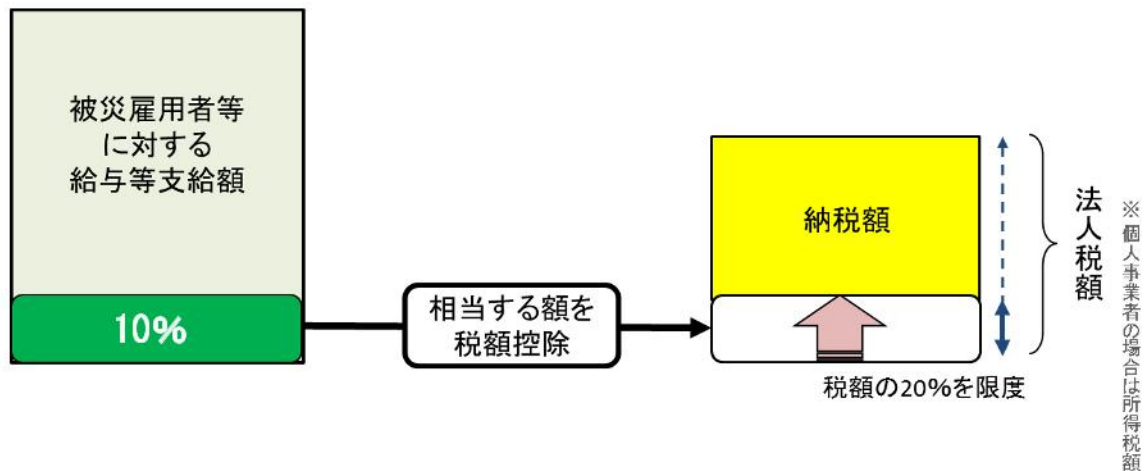 被災雇用者等
に対する
給与等支給額
10%
相当する額を
税額控除
納税額
税額の20%を限度
法人税額
※個人事業者の場合は所得税額